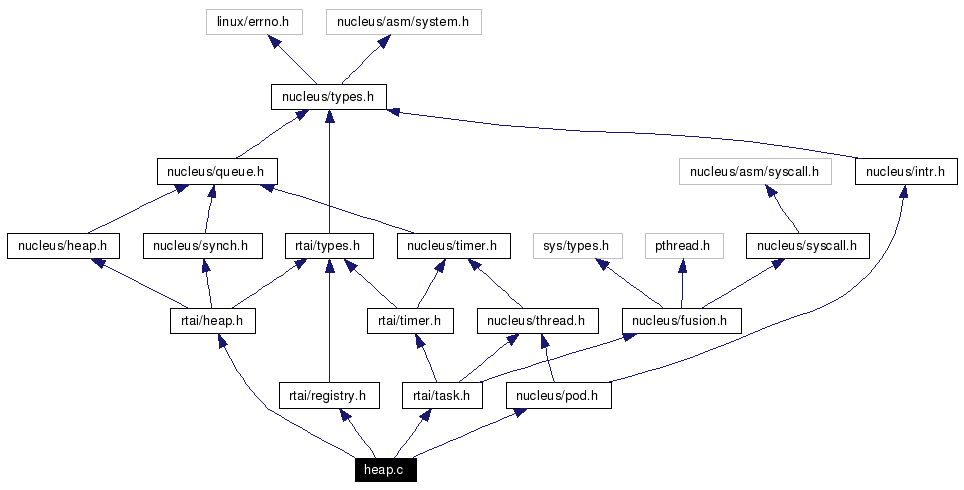 linux/errno.h
nucleus/asm/system.h
nucleus/types.h
nucleus/queue.h
nucleus/asm/syscall.h
nucleus/intr.h
nucleus/heap.h
nucleus/synch.h
rtai/types.h
nucleus/timer.h
sys/types.h
pthread.h
nucleus/syscall.h
rtai/heap.h
rtai/timer.h
nucleus/thread.h
nucleus/fusion.h
rtai/registry.h
rtai/task.h
nucleus/pod.h
heap.c